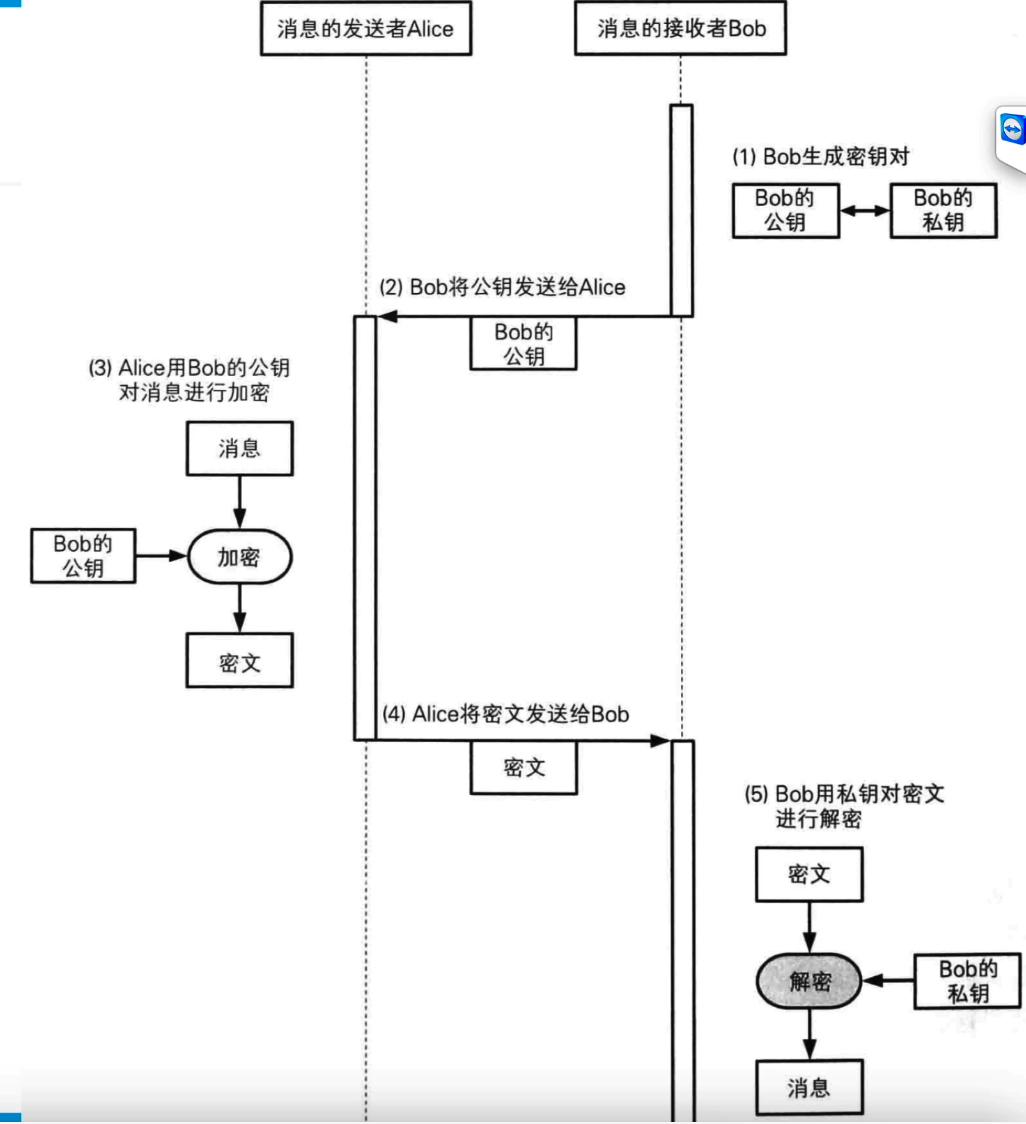 消息的发送者Alice
消息的接收者Bob
(1) Bob生成密钥对
Bob的
公钥
Bob的
私钥
(2) Bob将公钥发送给Alice
Bob的
公钥
(3) Alice用Bob的公钥
对消息进行加密
消息
Bob的
公钥
加密
密文
(4) Alice将密文发送给Bob
密文
(5) Bob用私钥对密文
进行解密
密文
解密
Bob的
私钥
消息